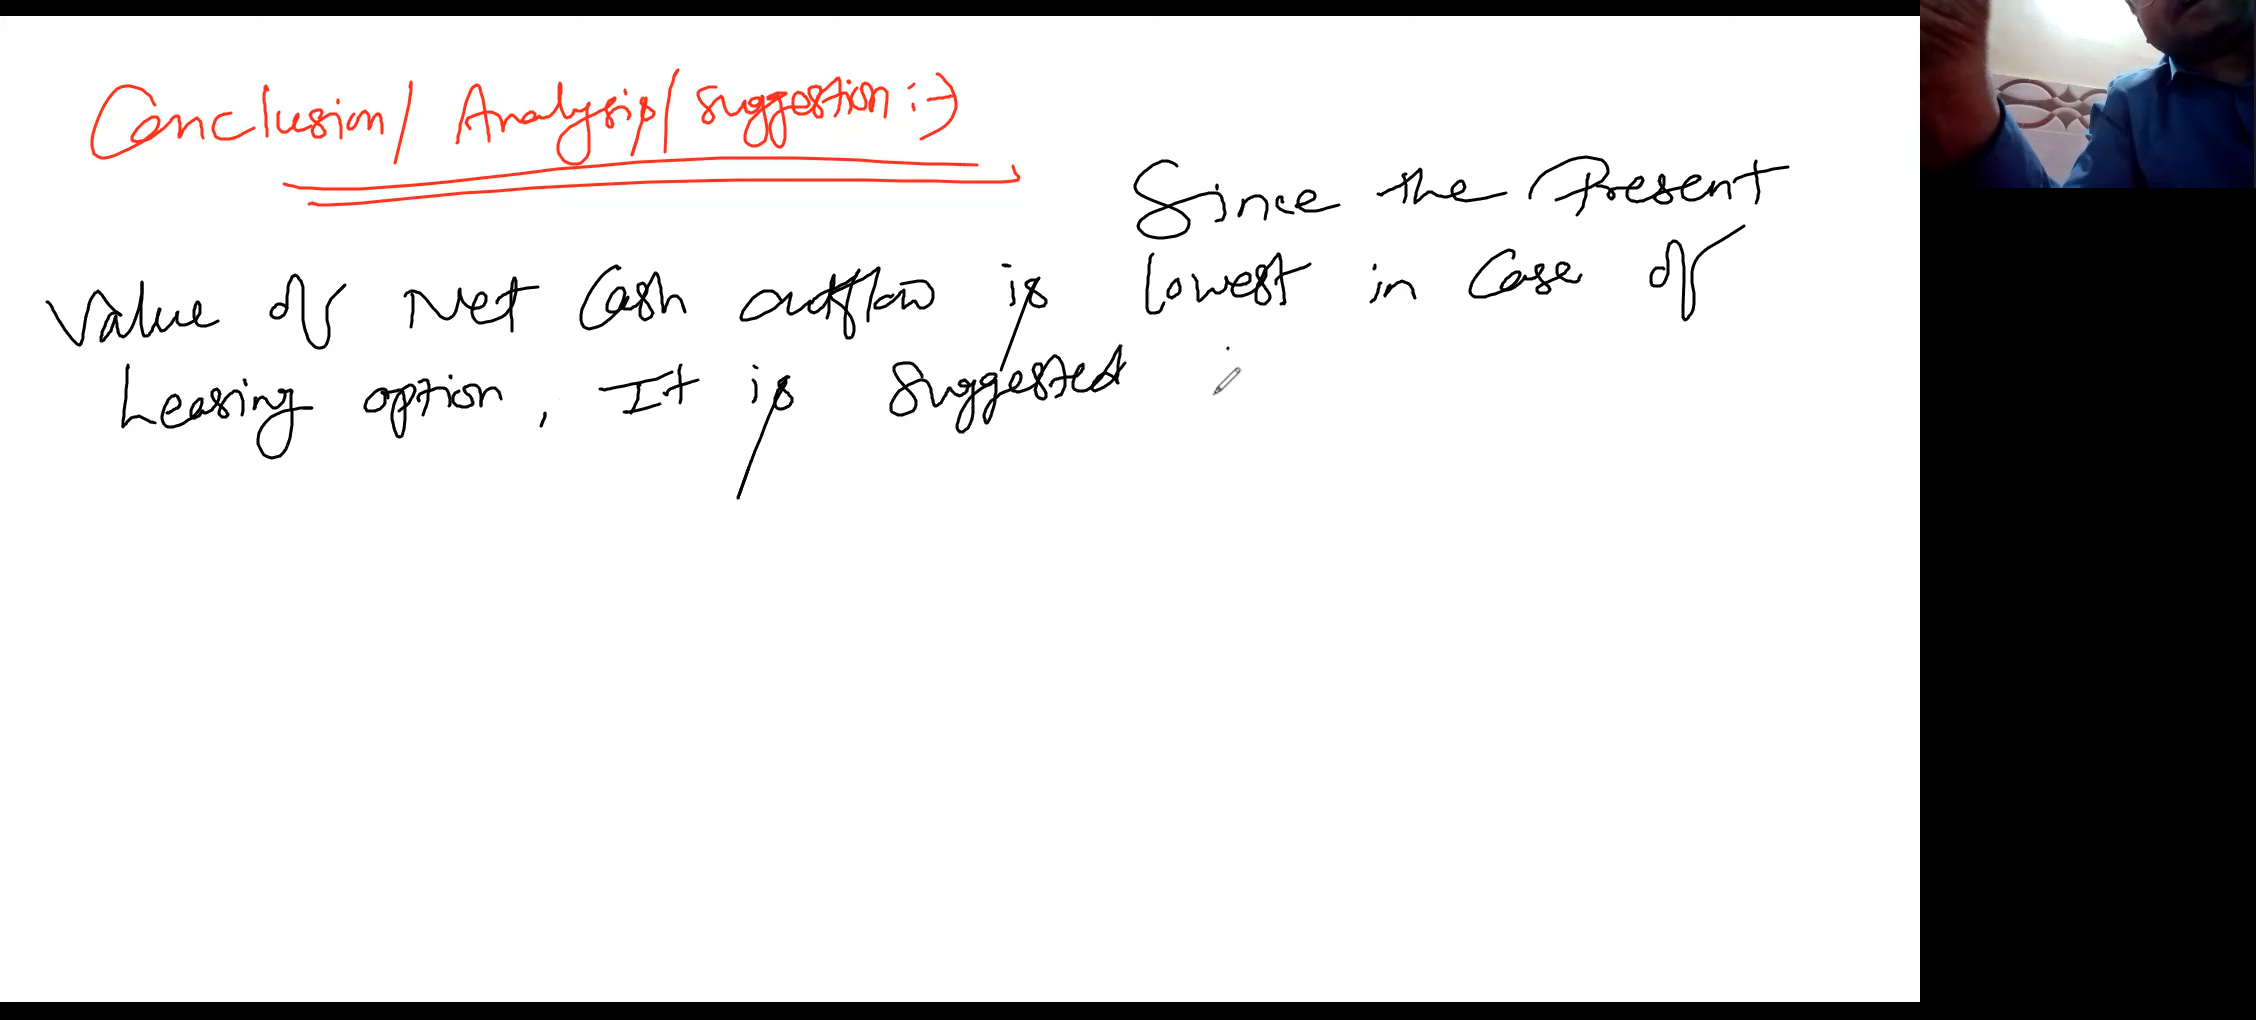 Conclusion/ Analysis/ Suggestion :-)
Since the Present
Value of Net Cash outflow is lowest in Case of
Leasing option, It is suggested